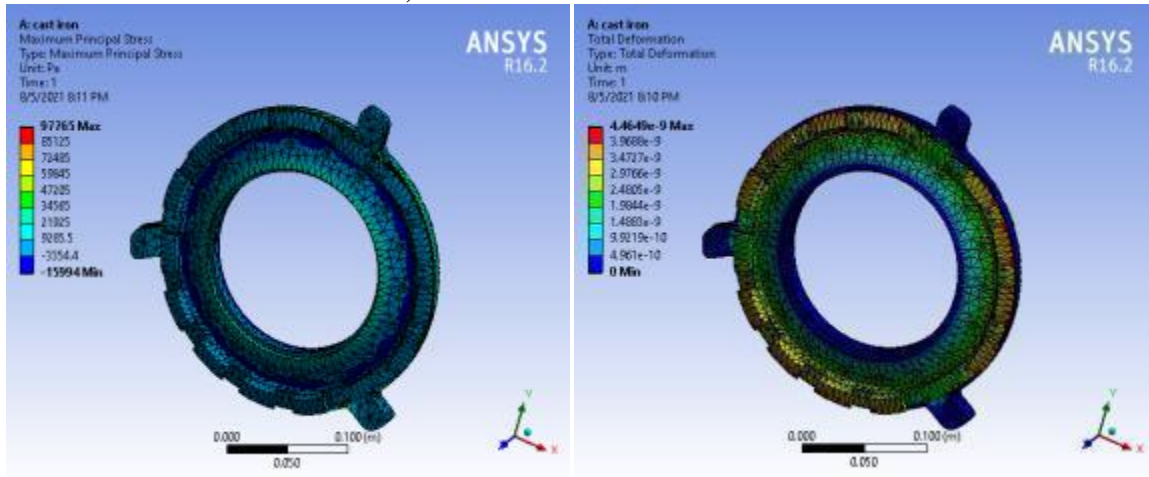 A: cast iron
Maximum Principal Stress
Type: Maximum Principal Stress
Unit: Pa
Time: 1
8/5/2021 8:11 PM
ANSYS
R16.2
97765 Max
85125
72485
59845
47205
34565
21925
9285.5
-3354.4
-15994 Min
0.000
0.100 (m)
0.050
Y
X
A: cast iron
Total Deformation
Type: Total Deformation
Unit: m
Time: 1
8/5/2021 8:10 PM
ANSYS
R16.2
4.4649e-9 Max
3.9688e-9
3.4727e-9
2.9766e-9
2.4805e-9
1.9844e-9
1.4883e-9
9.9219e-10
4.961e-10
0 Min
0.000
0.100 (m)
0.050
Y
X